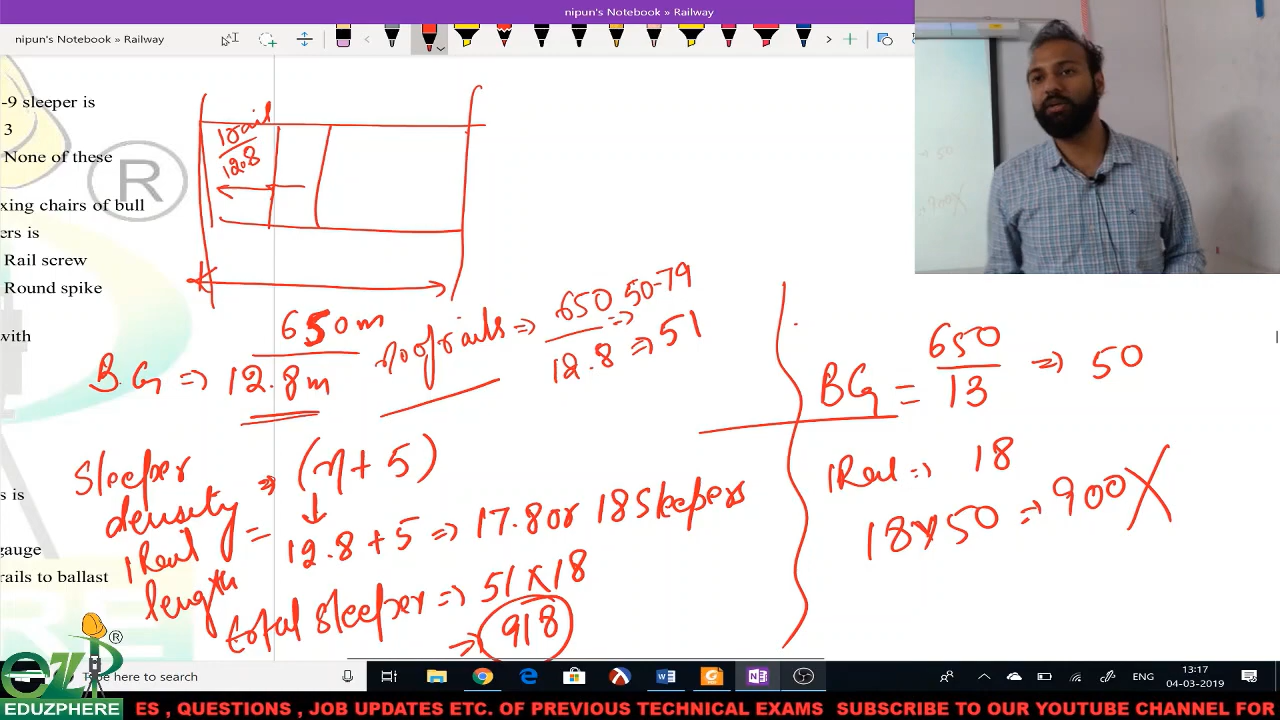 nipun's Notebook » Railway
nipun's Notebook » Railway
-9 sleeper is
3
None of these
xing chairs of bull
ers is
Rail screw
Round spike
with
s is
gauge
rails to ballast
®
1 rail
12.8
650m
BG => 12.8m
no of rails => 650 => 50-79
12.8 => 51
Sleeper density => (n + 5)
1 Rail length = 12.8 + 5 => 17.8 or 18 Sleepers
total sleeper => 51 x 18
=> 918
BG = 650 => 50
13
1 Rail => 18
18 x 50 => 900 X
®
EZ
EDUZPHERE
here to search
ENG
13:17
04-03-2019
ES , QUESTIONS , JOB UPDATES ETC. OF PREVIOUS TECHNICAL EXAMS SUBSCRIBE TO OUR YOUTUBE CHANNEL FOR